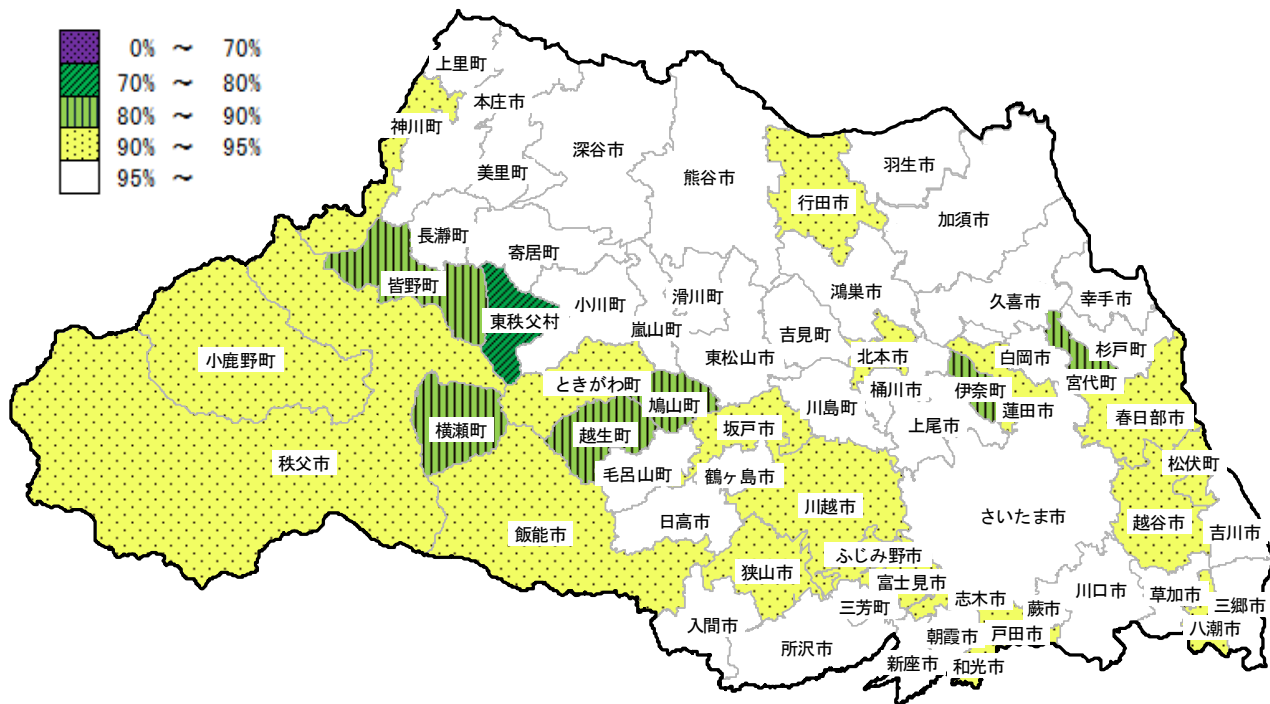 0% ～ 70%
70% ～ 80%
80% ～ 90%
90% ～ 95%
95% ～
上里町
本庄市
神川町
美里町
深谷市
熊谷市
行田市
羽生市
加須市
長瀞町
寄居町
皆野町
東秩父村
小川町
嵐山町
滑川町
吉見町
東松山市
鴻巣市
久喜市
幸手市
杉戸町
宮代町
白岡市
北本市
桶川市
伊奈町
蓮田市
春日部市
小鹿野町
ときがわ町
鳩山町
川島町
上尾市
横瀬町
越生町
坂戸市
秩父市
毛呂山町
鶴ヶ島市
松伏町
川越市
さいたま市
越谷市
吉川市
飯能市
日高市
ふじみ野市
狭山市
富士見市
三芳町
志木市
蕨市
川口市
草加市
三郷市
八潮市
入間市
所沢市
朝霞市
戸田市
新座市
和光市